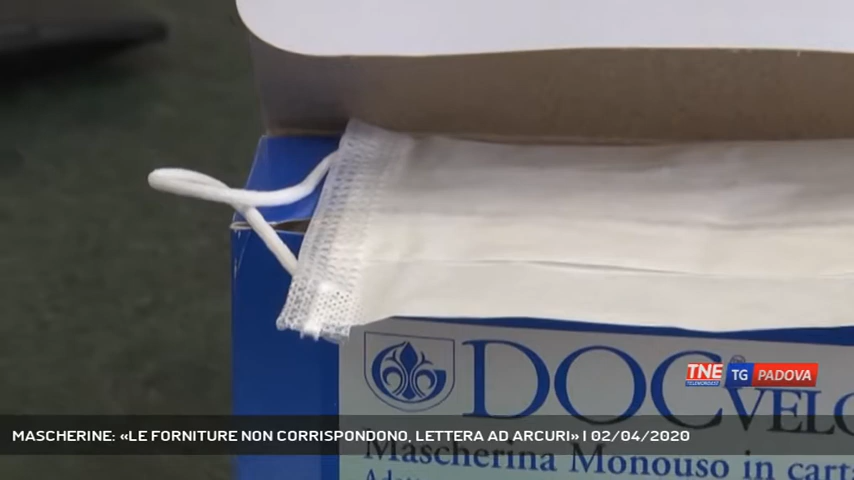 DOC
VEL
®
TNE
TELENORDEST
TG PADOVA
MASCHERINE: «LE FORNITURE NON CORRISPONDONO, LETTERA AD ARCURI» | 02/04/2020
Mascherina Monouso in carta